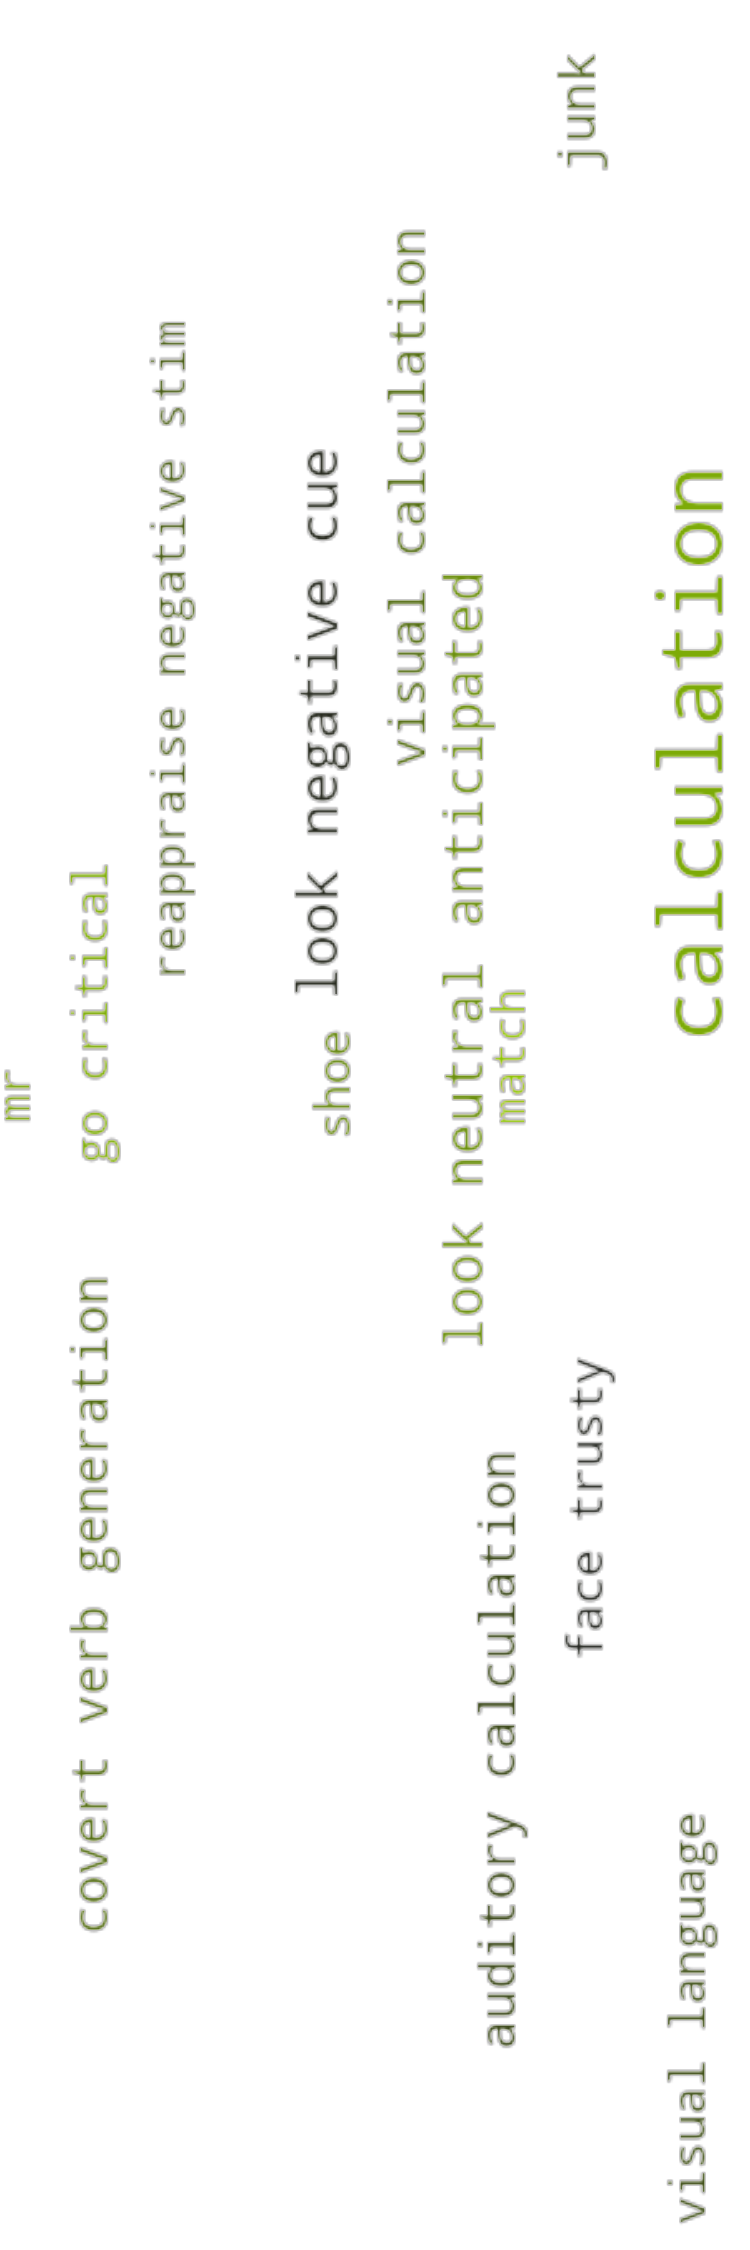 mr
go critical
covert verb generation
reappraise negative stim
look negative cue
shoe
visual calculation
look neutral anticipated
match
auditory calculation
junk
face trusty
calculation
visual language